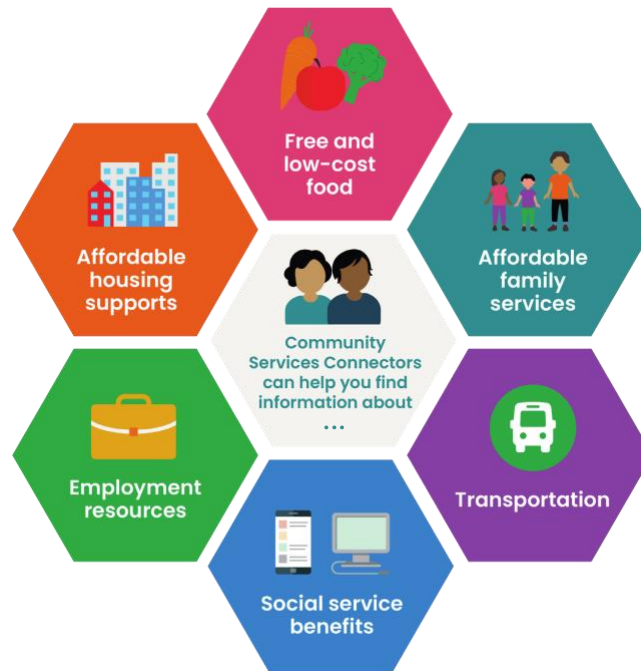 Free and
low-cost
food
Affordable
housing
supports
Affordable
family
services
Community
Services Connectors
can help you find
information about
...
Employment
resources
Transportation
Social service
benefits